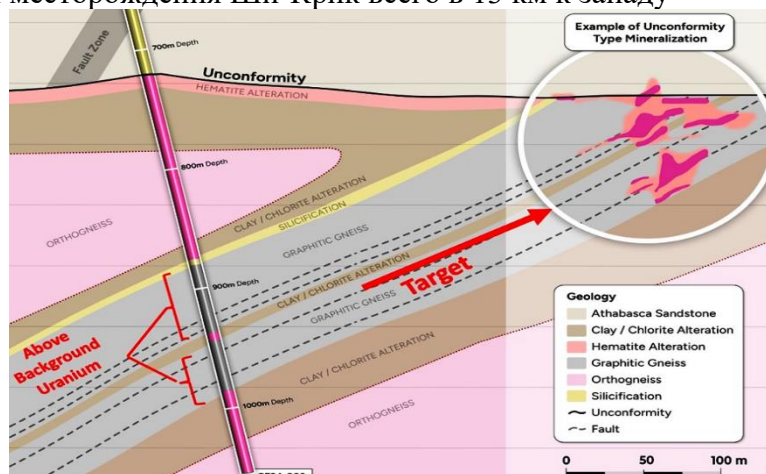 месторождения Шиг Крик всего в 15 км к западу
700m Depth
Fault Zone
Example of Unconformity
Type Mineralization
Unconformity
HEMATITE ALTERATION
800m Depth
CLAY / CHLORITE ALTERATION
SILICIFICATION
ORTHOGNEISS
GRAPHITIC GNEISS
900m Depth
CLAY / CHLORITE ALTERATION
GRAPHITIC GNEISS
Target
Above
Background
Uranium
CLAY / CHLORITE ALTERATION
1000m Depth
ORTHOGNEISS
Geology
Athabasca Sandstone
Clay / Chlorite Alteration
Hematite Alteration
Graphitic Gneiss
Orthogneiss
Silicification
Unconformity
Fault
0 50 100 m